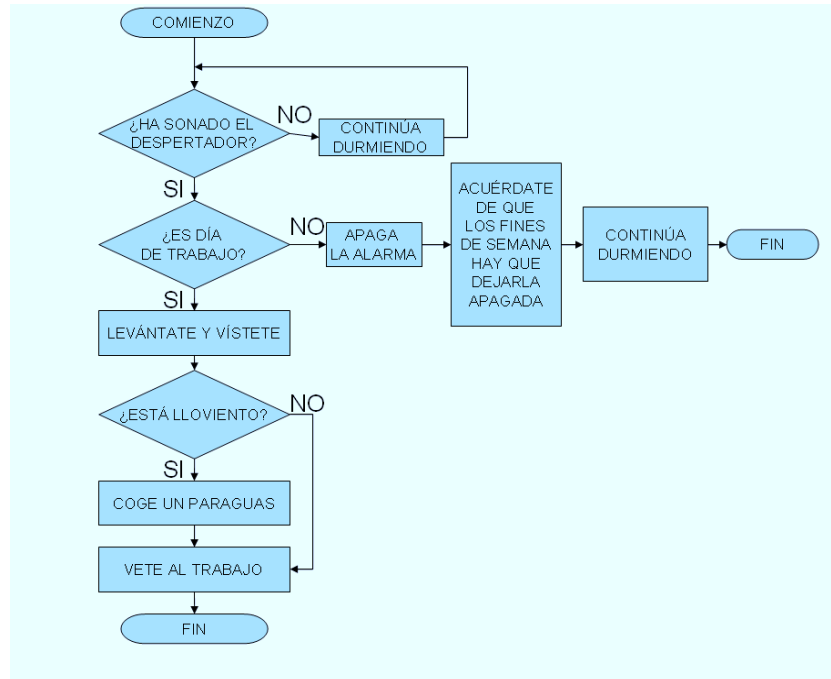 COMIENZO
¿HA SONADO EL
DESPERTADOR?
NO
CONTINÚA
DURMIENDO
SI
¿ES DÍA
DE TRABAJO?
NO
APAGA
LA ALARMA
ACUÉRDATE
DE QUE
LOS FINES
DE SEMANA
HAY QUE
DEJARLA
APAGADA
CONTINÚA
DURMIENDO
FIN
SI
LEVÁNTATE Y VÍSTETE
¿ESTÁ LLOVIENTO?
NO
SI
COGE UN PARAGUAS
VETE AL TRABAJO
FIN